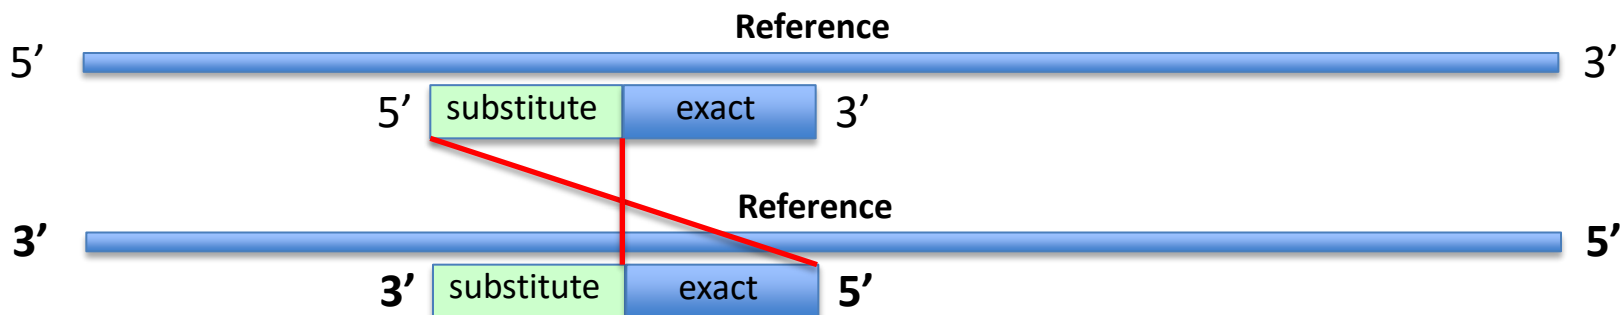 Reference
5’ 3’
5’ substitute exact 3’
Reference
3’ 5’
3’ substitute exact 5’